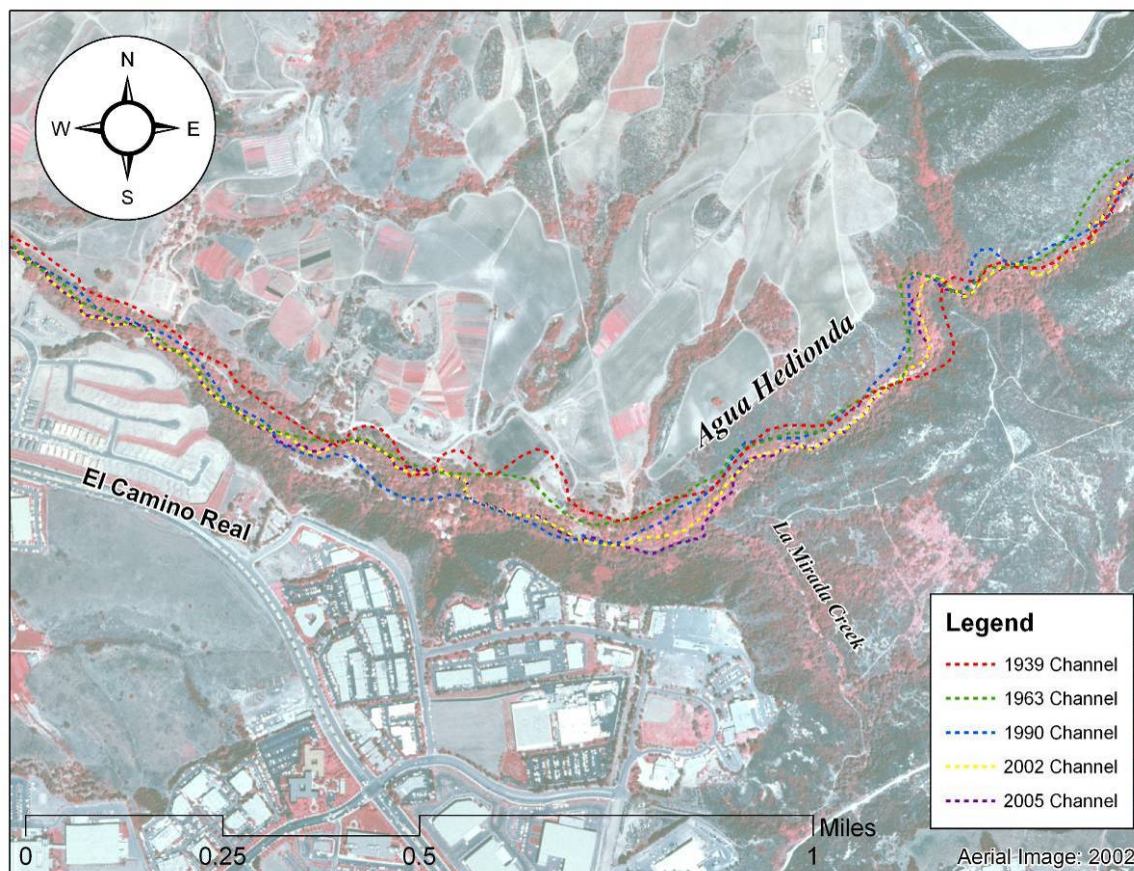 N
W E
S
Agua Hedionda
El Camino Real
La Mirada Creek
Legend
1939 Channel
1963 Channel
1990 Channel
2002 Channel
2005 Channel
Miles
0 0.25 0.5 1
Aerial Image: 2002